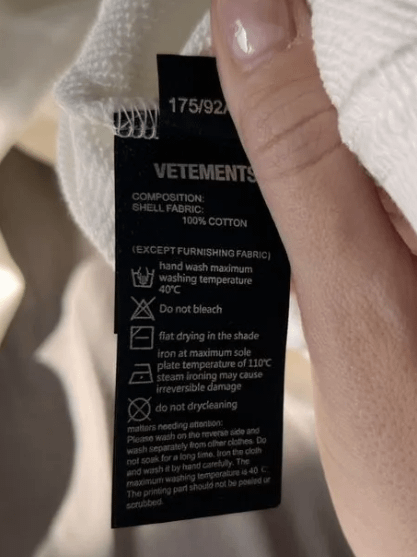 175/92/
VETEMENTS
COMPOSITION:
SHELL FABRIC:
100% COTTON
(EXCEPT FURNISHING FABRIC)
hand wash maximum
washing temperature
40℃
Do not bleach
flat drying in the shade
iron at maximum sole
plate temperature of 110℃
steam ironing may cause
irreversible damage
do not drycleaning
matters needing attention:
Please wash on the reverse side and
wash separately from other clothes. Do
not soak for a long time. Iron the cloth
and wash it by hand carefully. The
maximum washing temperature is 40 C.
The printing part should not be peeled or
scrubbed.